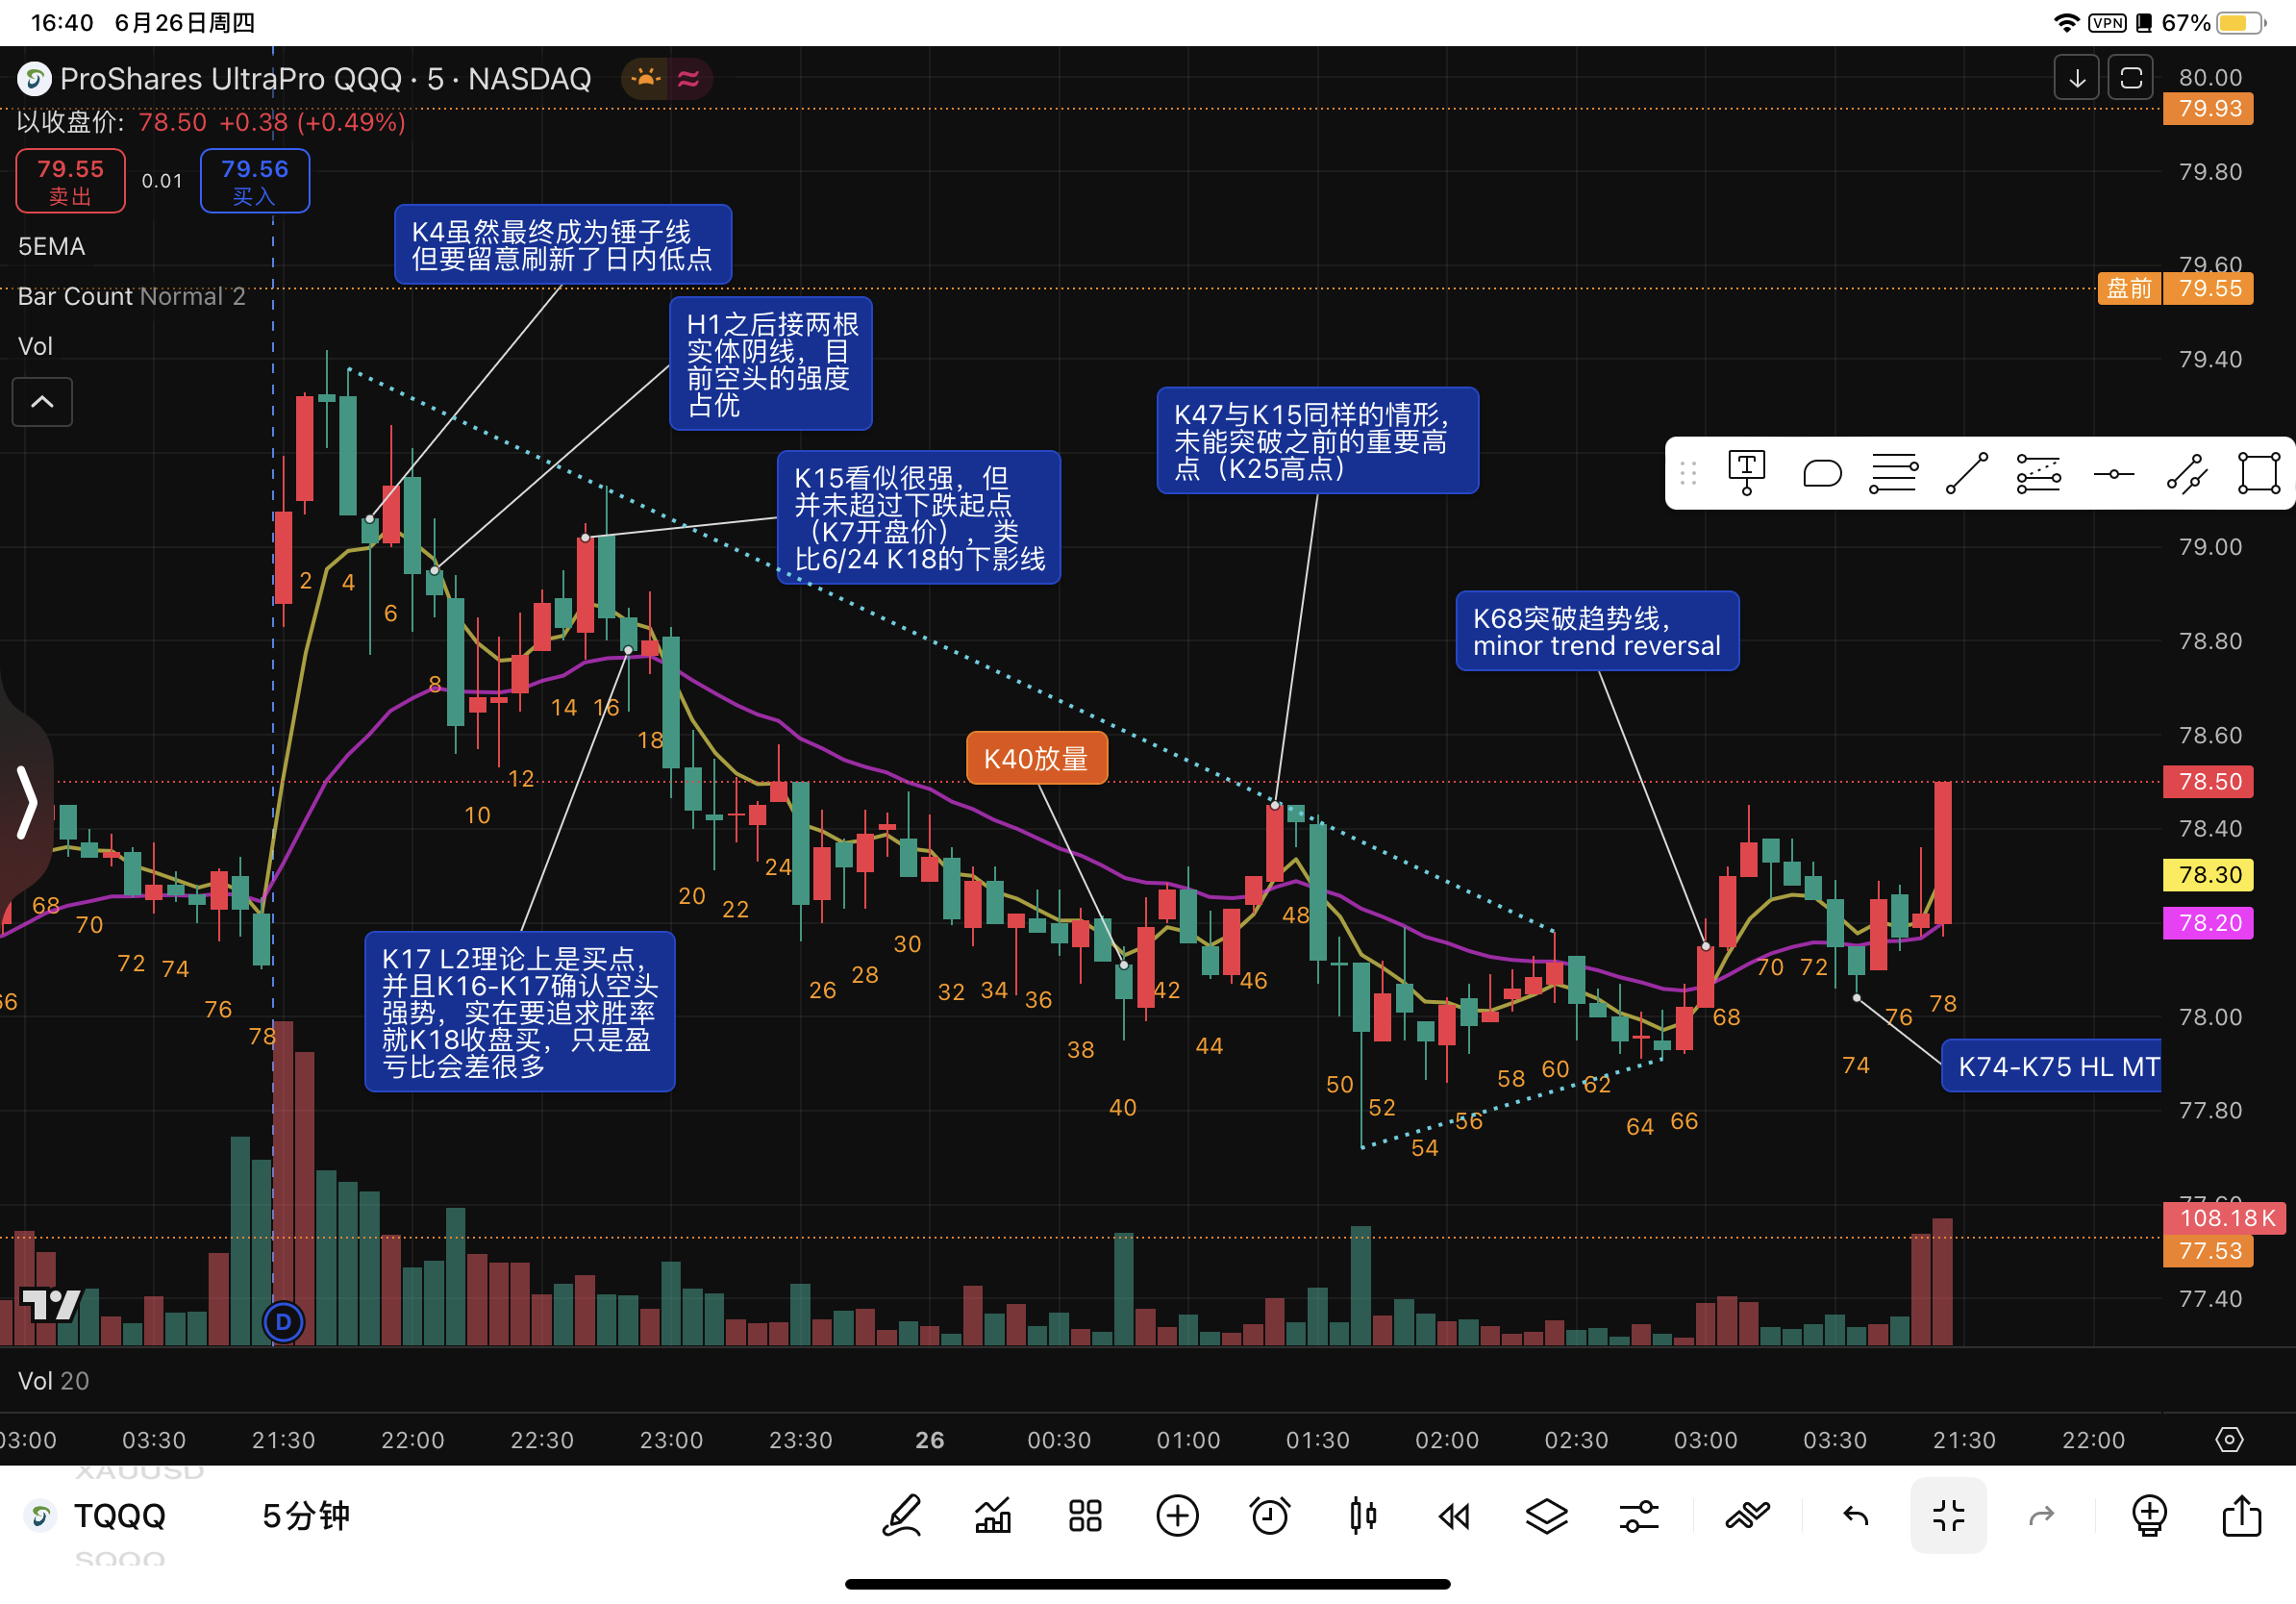 16:40 6月26日周四
VPN 67%
ProShares UltraPro QQQ · 5 · NASDAQ
以收盘价: 78.50 +0.38 (+0.49%)
79.55
卖出
0.01
79.56
买入
5EMA
Bar Count Normal 2
Vol
K4虽然最终成为锤子线
但要留意刷新了日内低点
H1之后接两根
实体阴线，目
前空头的强度
占优
K15看似很强，但
并未超过下跌起点
（K7开盘价），类
比6/24 K18的下影线
K47与K15同样的情形，
未能突破之前的重要高
点（K25高点）
K68突破趋势线，
minor trend reversal
K40放量
K17 L2理论上是买点，
并且K16-K17确认空头
强势，实在要追求胜率
就K18收盘买，只是盈
亏比会差很多
K74-K75 HL MT
80.00
79.93
79.80
79.60
盘前 79.55
79.40
79.00
78.80
78.60
78.50
78.40
78.30
78.20
78.00
77.80
77.60
108.18K
77.53
77.40
66 68 70 72 74 76 78
2 4 6 8 10 12 14 16 18 20 22 24 26 28 30 32 34 36 38 40 42 44 46 48 50 52 54 56 58 60 62 64 66 68 70 72 74 76 78
D
Vol 20
03:00 03:30 21:30 22:00 22:30 23:00 23:30 26 00:30 01:00 01:30 02:00 02:30 03:00 03:30 21:30 22:00
XAUUSD
TQQQ 5分钟
SQQQ